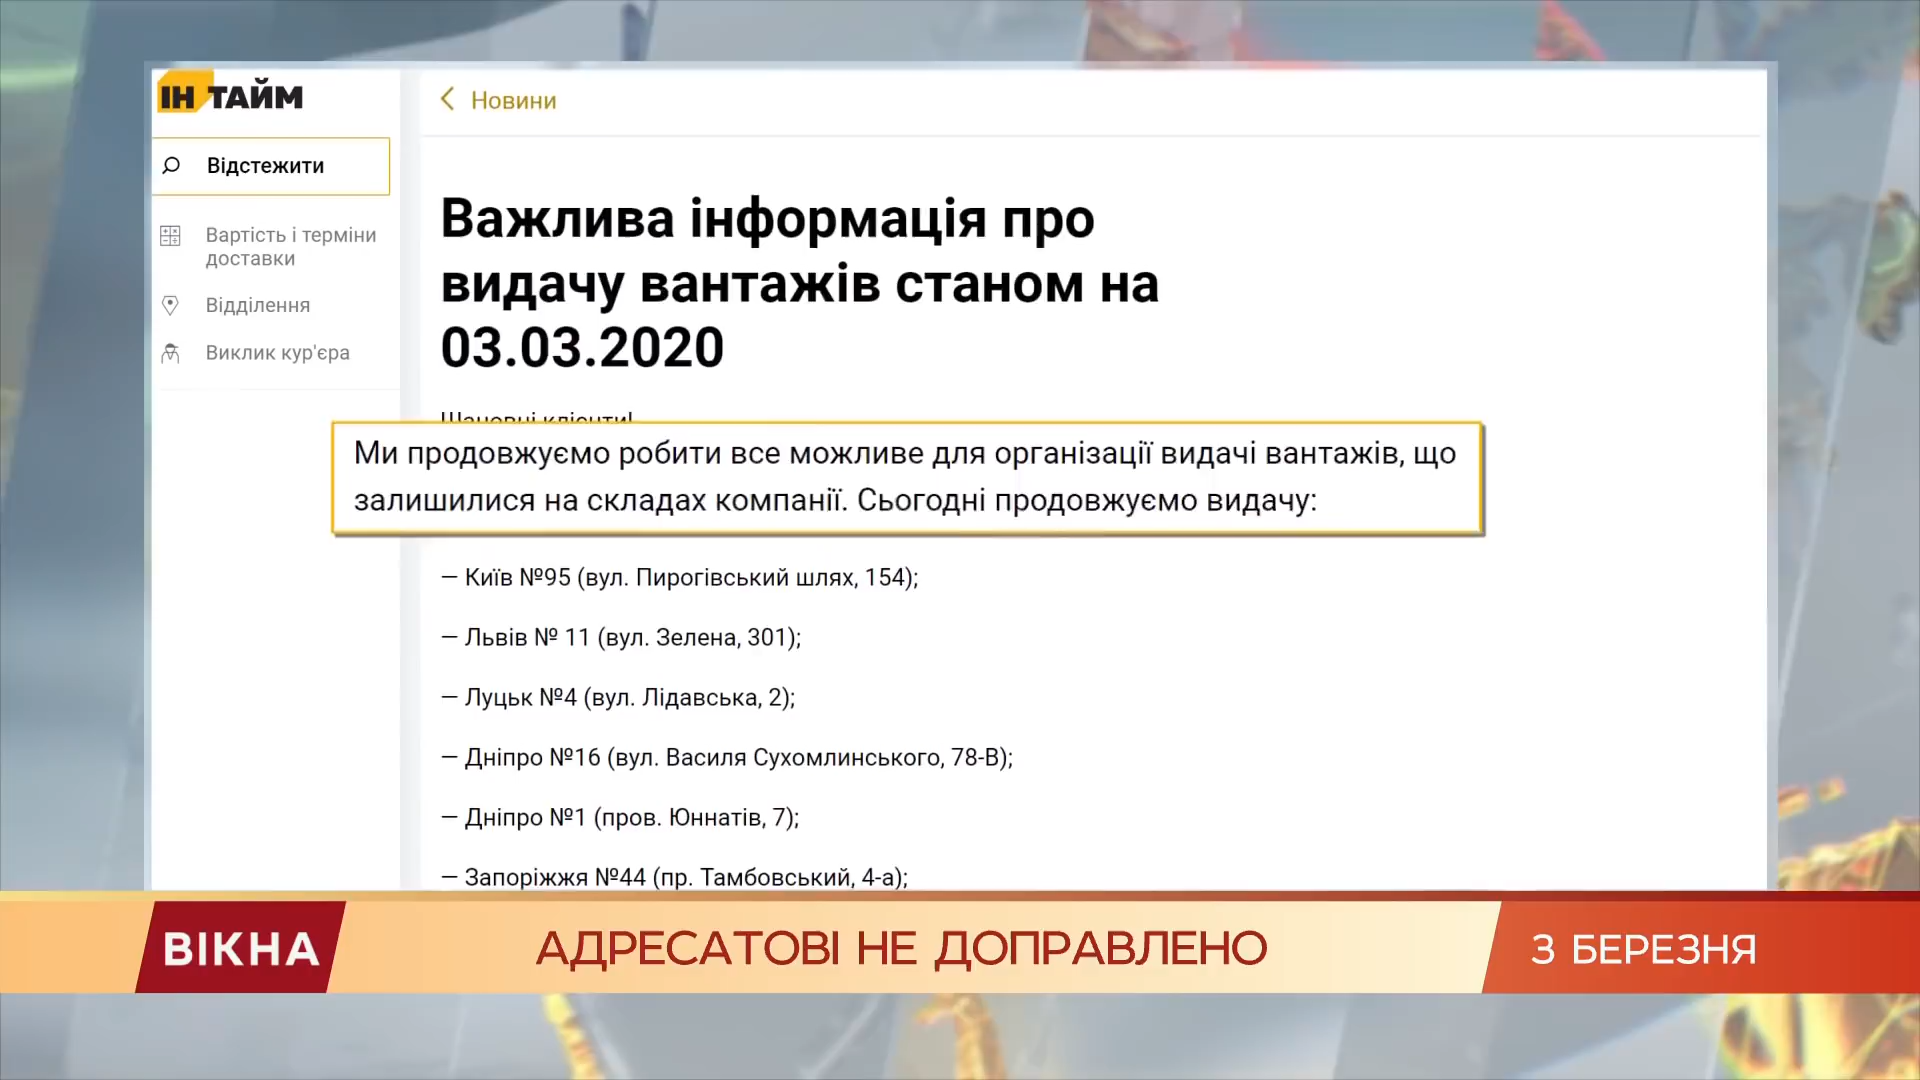 ІН ТАЙМ
Відстежити
Вартість і терміни
доставки
Відділення
Виклик кур'єра
Новини
Важлива інформація про
видачу вантажів станом на
03.03.2020
Шановні клієнти!
Ми продовжуємо робити все можливе для організації видачі вантажів, що
залишилися на складах компанії. Сьогодні продовжуємо видачу:
— Київ №95 (вул. Пирогівський шлях, 154);
— Львів № 11 (вул. Зелена, 301);
— Луцьк №4 (вул. Лідавська, 2);
— Дніпро №16 (вул. Василя Сухомлинського, 78-В);
— Дніпро №1 (пров. Юннатів, 7);
— Запоріжжя №44 (пр. Тамбовський, 4-а);
ВІКНА
АДРЕСАТОВІ НЕ ДОПРАВЛЕНО
3 БЕРЕЗНЯ